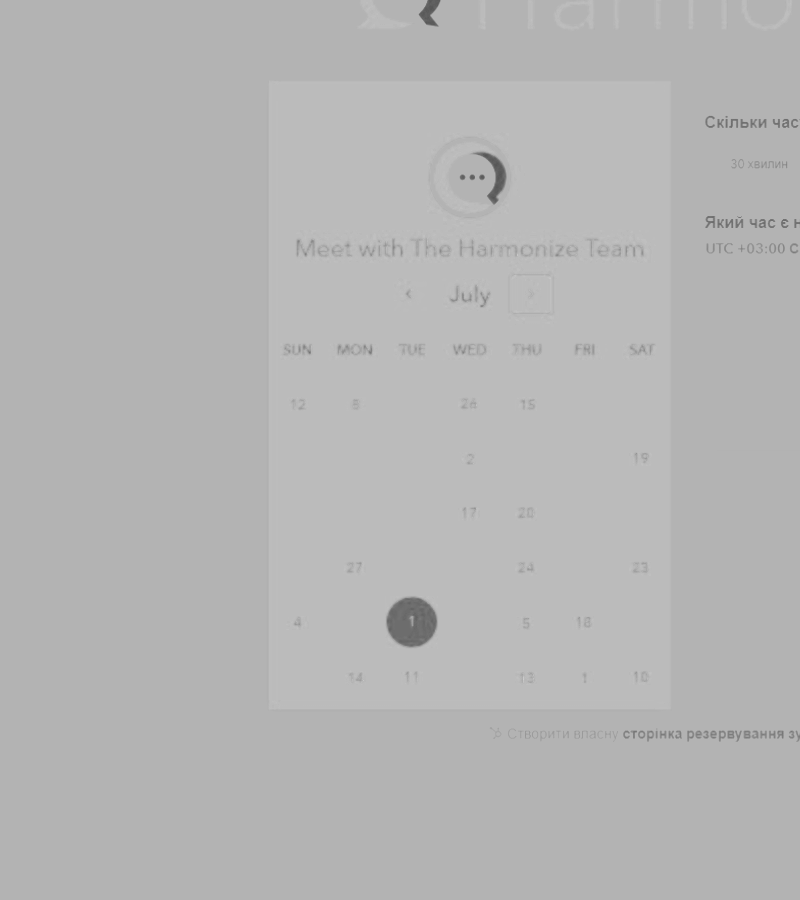 Harmo
Meet with The Harmonize Team
July
SUN MON TUE WED THU FRI SAT
12 6 26 15
2 19
17 20
27 24 23
4 1 5 18
14 11 13 1 10
Скільки час
30 хвилин
Який час є н
UTC +03:00 С
Створити власну сторінка резервування зу